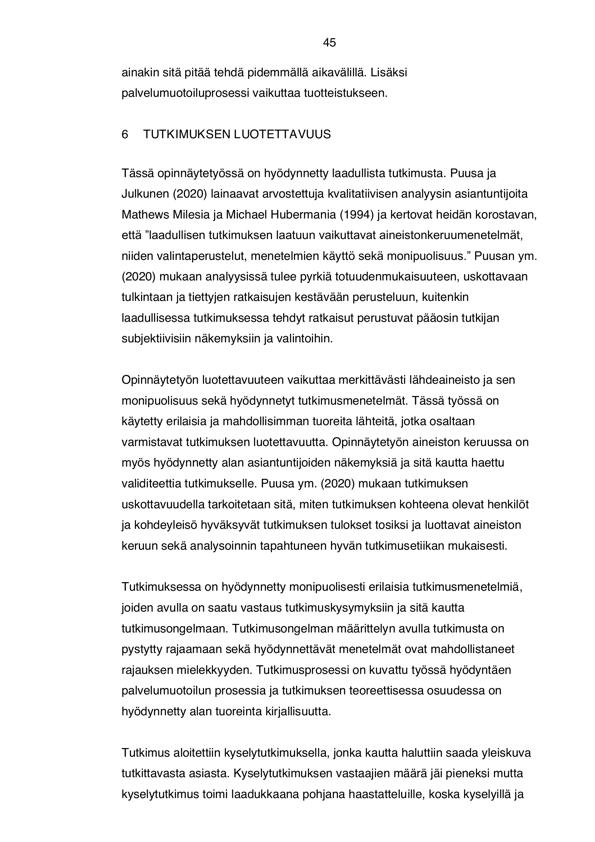 45
ainakin sitä pitää tehdä pidemmällä aikavälillä. Lisäksi
palvelumuotoiluprosessi vaikuttaa tuotteistukseen.
6 TUTKIMUKSEN LUOTETTAVUUS
Tässä opinnäytetyössä on hyödynnetty laadullista tutkimusta. Puusa ja
Julkunen (2020) lainaavat arvostettuja kvalitatiivisen analyysin asiantuntijoita
Mathews Milesia ja Michael Hubermania (1994) ja kertovat heidän korostavan,
että ”laadullisen tutkimuksen laatuun vaikuttavat aineistonkeruumenetelmät,
niiden valintaperustelut, menetelmien käyttö sekä monipuolisuus.” Puusan ym.
(2020) mukaan analyysissä tulee pyrkiä totuudenmukaisuuteen, uskottavaan
tulkintaan ja tiettyjen ratkaisujen kestävään perusteluun, kuitenkin
laadullisessa tutkimuksessa tehdyt ratkaisut perustuvat pääosin tutkijan
subjektiivisiin näkemyksiin ja valintoihin.
Opinnäytetyön luotettavuuteen vaikuttaa merkittävästi lähdeaineisto ja sen
monipuolisuus sekä hyödynnetyt tutkimusmenetelmät. Tässä työssä on
käytetty erilaisia ja mahdollisimman tuoreita lähteitä, jotka osaltaan
varmistavat tutkimuksen luotettavuutta. Opinnäytetyön aineiston keruussa on
myös hyödynnetty alan asiantuntijoiden näkemyksiä ja sitä kautta haettu
validiteettia tutkimukselle. Puusa ym. (2020) mukaan tutkimuksen
uskottavuudella tarkoitetaan sitä, miten tutkimuksen kohteena olevat henkilöt
ja kohdeyleisö hyväksyvät tutkimuksen tulokset tosiksi ja luottavat aineiston
keruun sekä analysoinnin tapahtuneen hyvän tutkimusetiikan mukaisesti.
Tutkimuksessa on hyödynnetty monipuolisesti erilaisia tutkimusmenetelmiä,
joiden avulla on saatu vastaus tutkimuskysymyksiin ja sitä kautta
tutkimusongelmaan. Tutkimusongelman määrittelyn avulla tutkimusta on
pystytty rajaamaan sekä hyödynnettävät menetelmät ovat mahdollistaneet
rajauksen mielekkyyden. Tutkimusprosessi on kuvattu työssä hyödyntäen
palvelumuotoilun prosessia ja tutkimuksen teoreettisessa osuudessa on
hyödynnetty alan tuoreinta kirjallisuutta.
Tutkimus aloitettiin kyselytutkimuksella, jonka kautta haluttiin saada yleiskuva
tutkittavasta asiasta. Kyselytutkimuksen vastaajien määrä jäi pieneksi mutta
kyselytutkimus toimi laadukkaana pohjana haastatteluille, koska kyselyillä ja